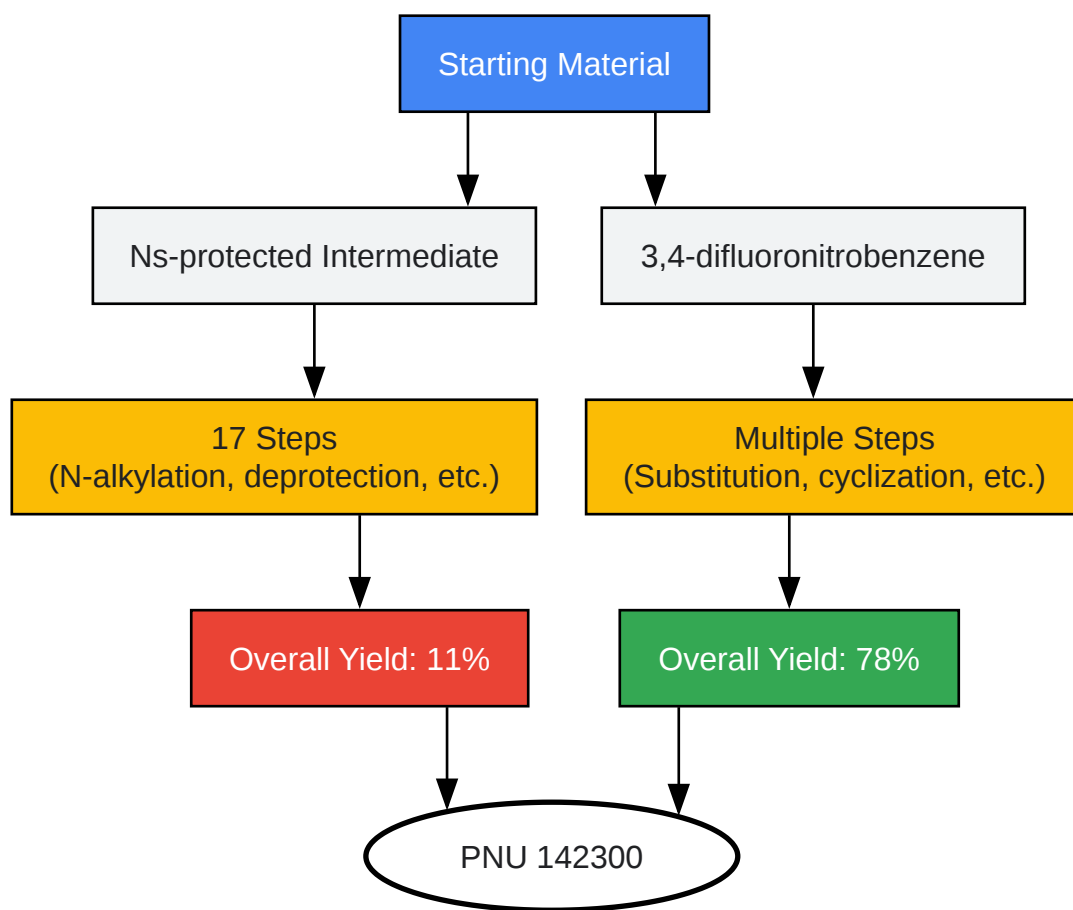 Starting Material
Ns-protected Intermediate
3,4-difluoronitrobenzene
17 Steps
(N-alkylation, deprotection, etc.)
Multiple Steps
(Substitution, cyclization, etc.)
Overall Yield: 11%
Overall Yield: 78%
PNU 142300